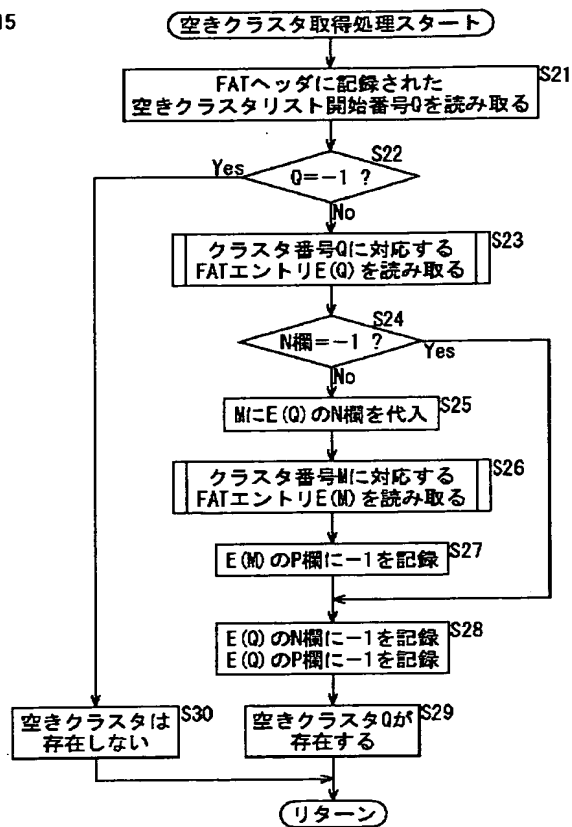 15
空きクラスタ取得処理スタート
FATヘッダに記録された
空きクラスタリスト開始番号Qを読み取る
S21
S22
Q=−1 ?
Yes
No
クラスタ番号Qに対応する
FATエントリE(Q)を読み取る
S23
S24
N欄=−1 ?
Yes
No
MにE(Q)のN欄を代入
S25
クラスタ番号Mに対応する
FATエントリE(M)を読み取る
S26
E(M)のP欄に−1を記録
S27
E(Q)のN欄に−1を記録
E(Q)のP欄に−1を記録
S28
空きクラスタは
存在しない
S30
空きクラスタQが
存在する
S29
リターン